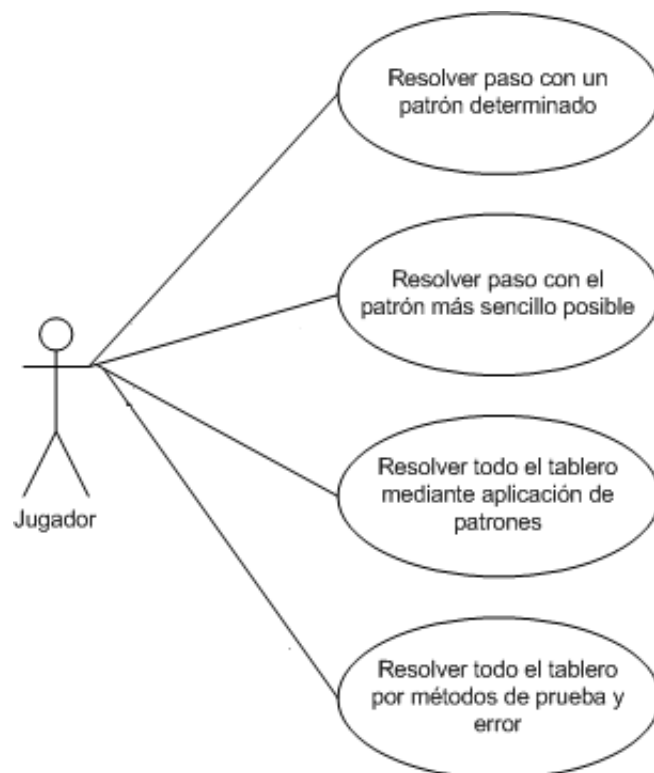 Resolver paso con un
patrón determinado
Resolver paso con el
patrón más sencillo posible
Jugador
Resolver todo el tablero
mediante aplicación de
patrones
Resolver todo el tablero
por métodos de prueba y
error